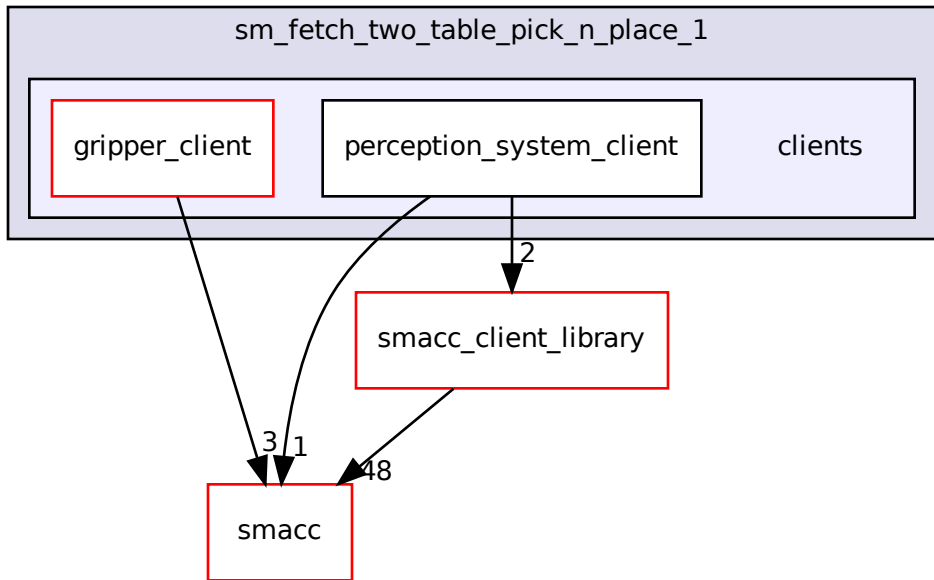 sm_fetch_two_table_pick_n_place_1
gripper_client
perception_system_client
clients
2
smacc_client_library
3
1
48
smacc